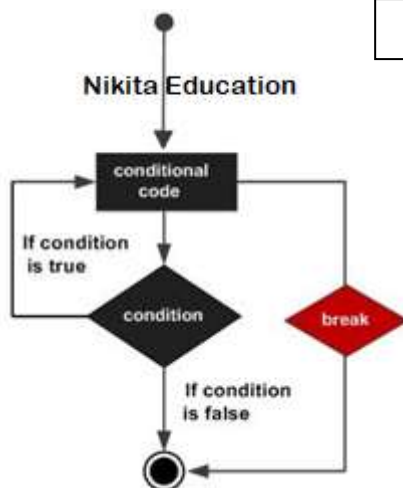 Nikita Education
conditional
code
If condition
is true
condition
break
If condition
is false